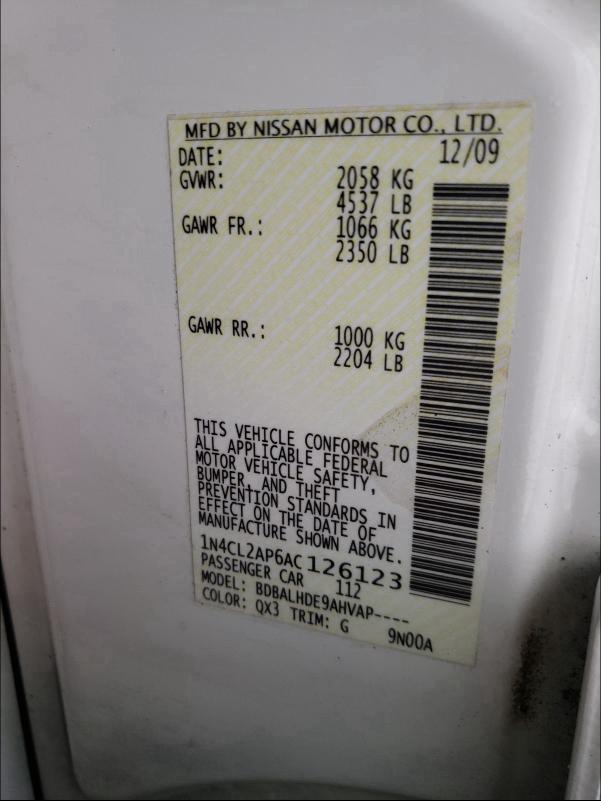 MFD BY NISSAN MOTOR CO., LTD.
DATE: 12/09
GVWR: 2058 KG
4537 LB
GAWR FR.: 1066 KG
2350 LB
GAWR RR.: 1000 KG
2204 LB
THIS VEHICLE CONFORMS TO
ALL APPLICABLE FEDERAL
MOTOR VEHICLE SAFETY,
BUMPER, AND THEFT
PREVENTION STANDARDS IN
EFFECT ON THE DATE OF
MANUFACTURE SHOWN ABOVE.
1N4CL2AP6AC126123
PASSENGER CAR 112
MODEL: BDBALHDE9AHVAP----
COLOR: QX3 TRIM: G 9N00A